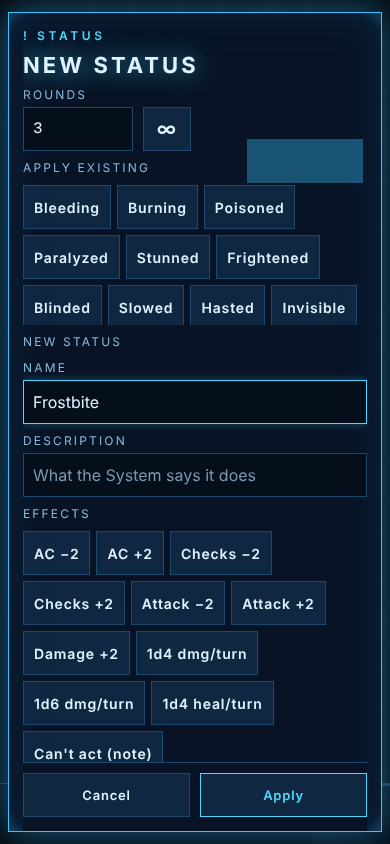 ! STATUS
NEW STATUS
ROUNDS
3 ∞
APPLY EXISTING
Bleeding Burning Poisoned
Paralyzed Stunned Frightened
Blinded Slowed Hasted Invisible
NEW STATUS
NAME
Frostbite
DESCRIPTION
What the System says it does
EFFECTS
AC −2 AC +2 Checks −2
Checks +2 Attack −2 Attack +2
Damage +2 1d4 dmg/turn
1d6 dmg/turn 1d4 heal/turn
Can't act (note)
Cancel Apply